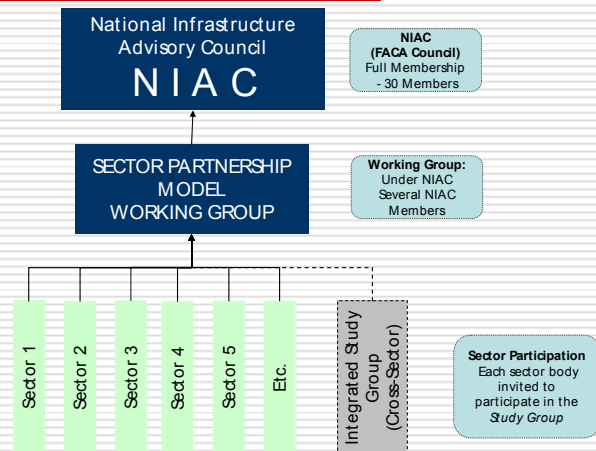 National Infrastructure
Advisory Council
N I A C
NIAC
(FACA Council)
Full Membership
- 30 Members
SECTOR PARTNERSHIP
MODEL
WORKING GROUP
Working Group:
Under NIAC
Several NIAC
Members
Sector 1
Sector 2
Sector 3
Sector 4
Sector 5
Etc.
Integrated Study
Group
(Cross-Sector)
Sector Participation
Each sector body
invited to
participate in the
Study Group